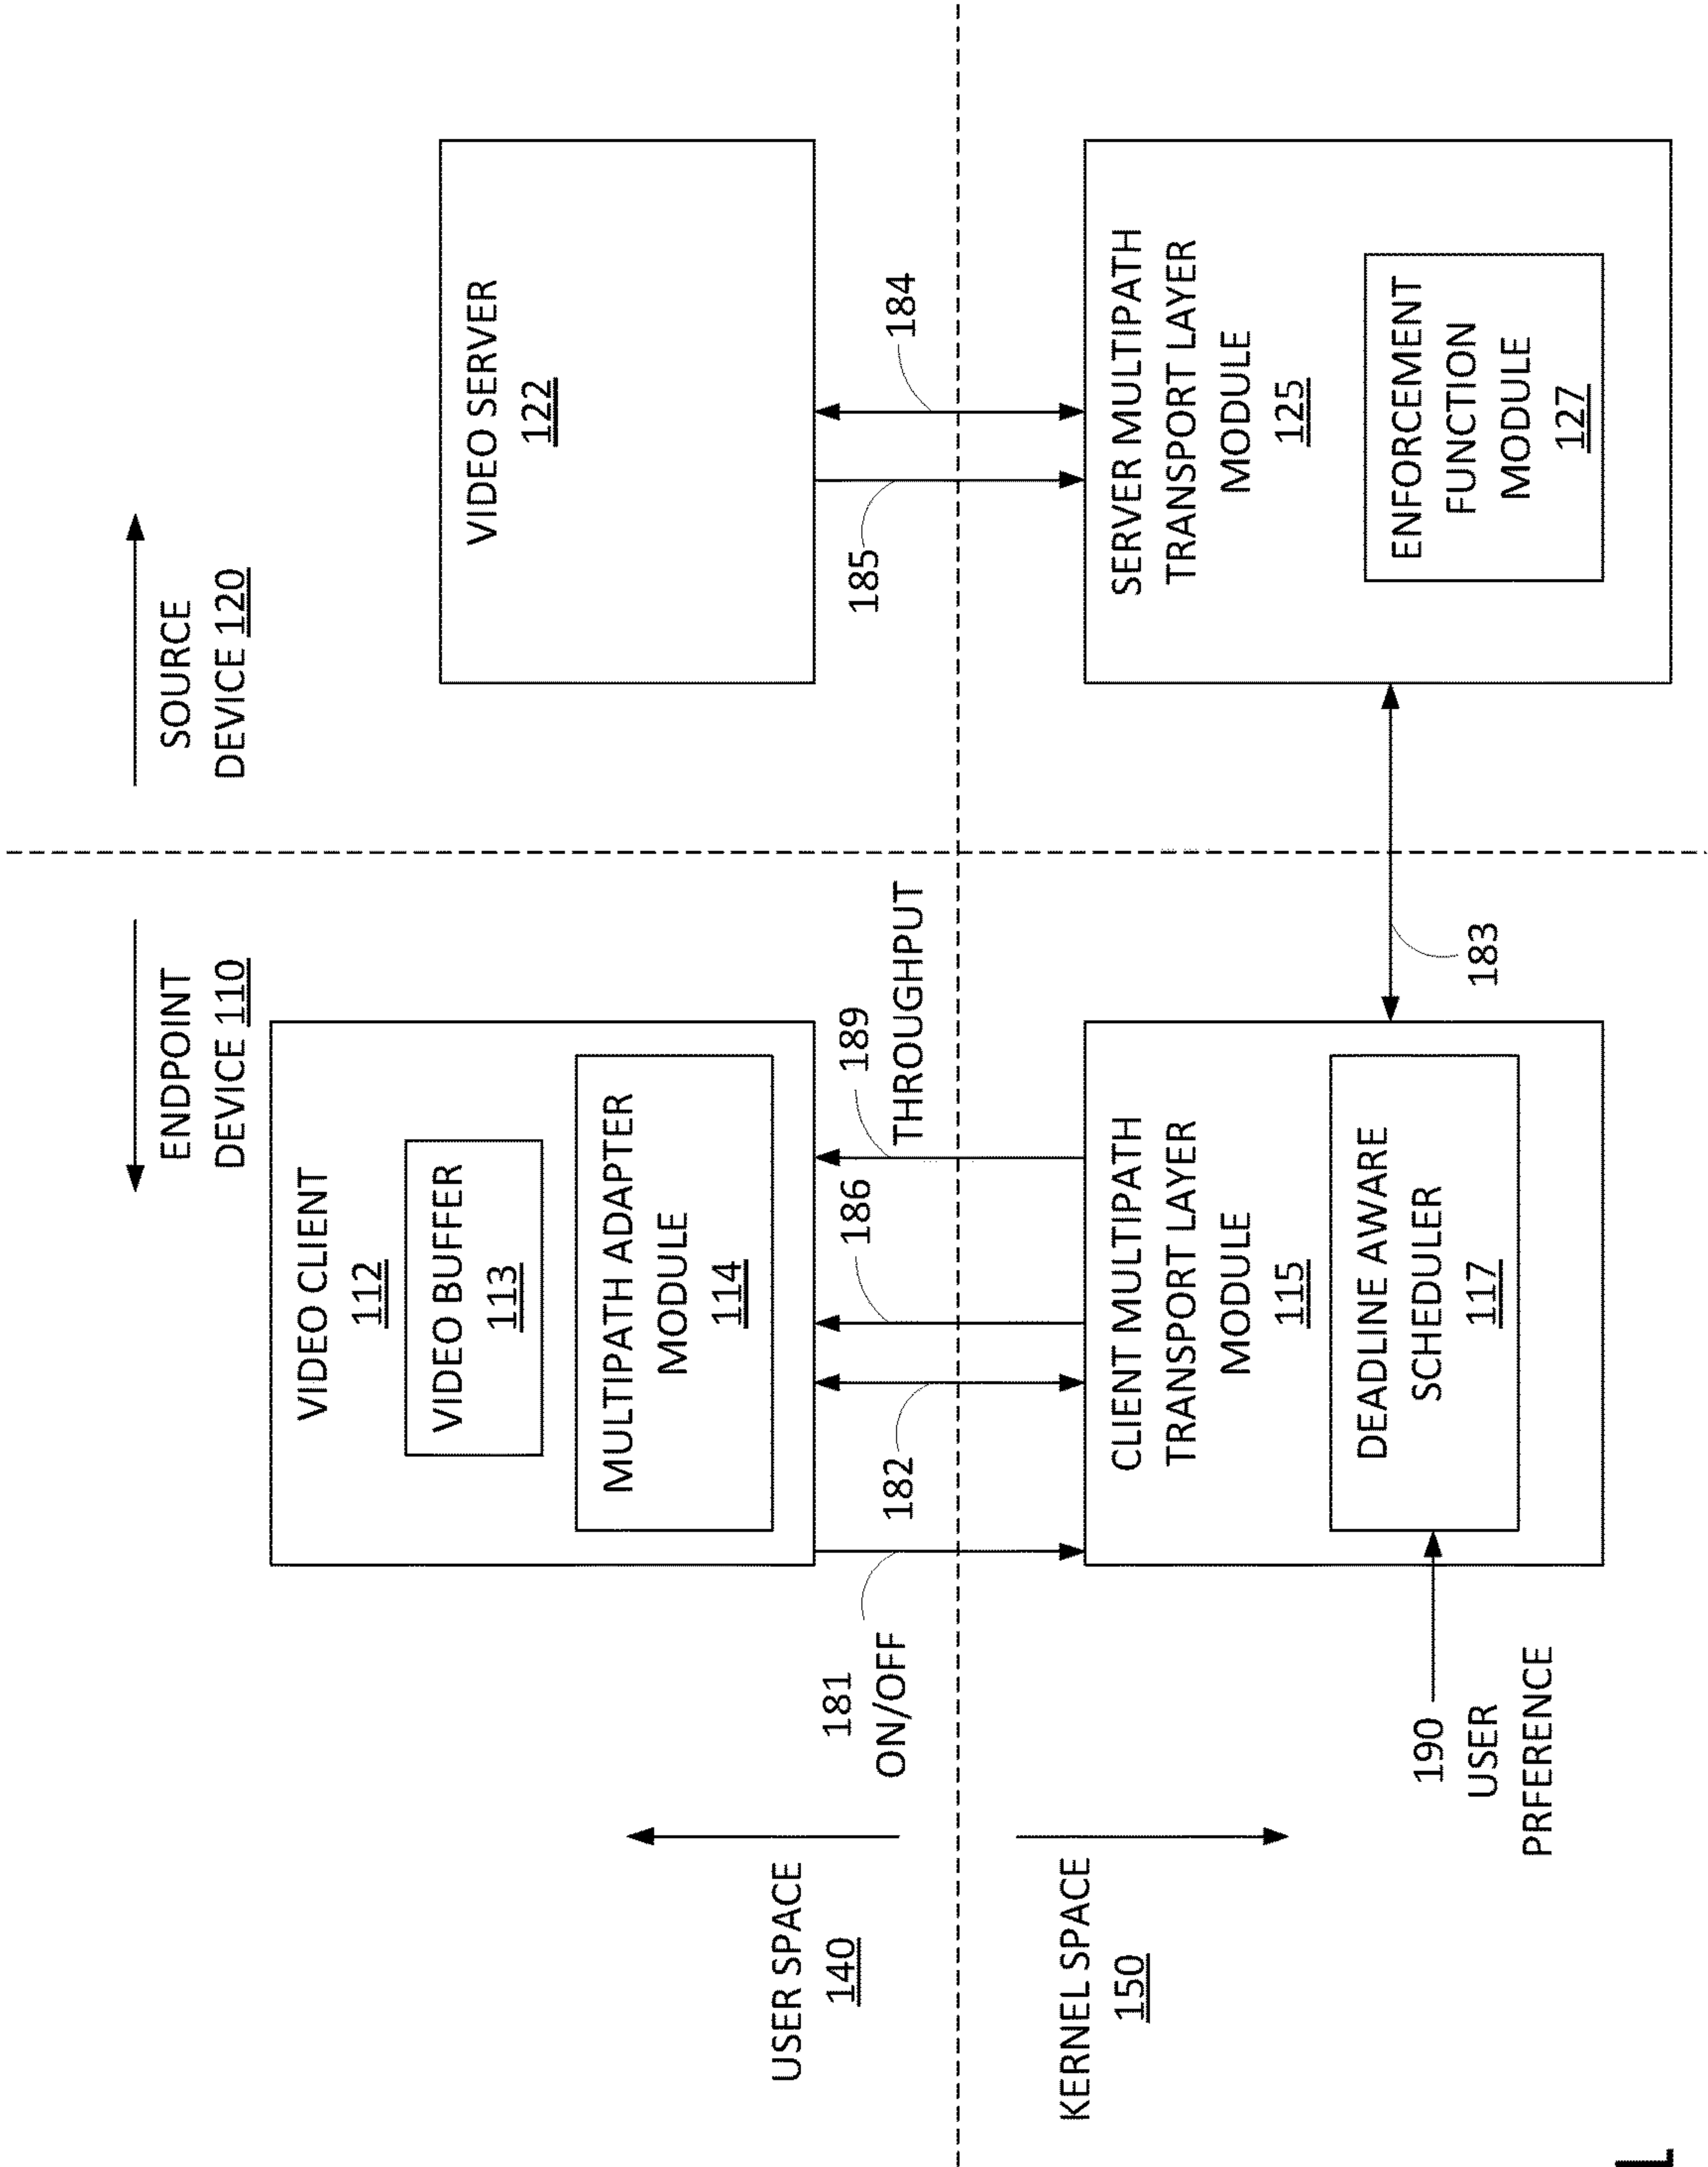 ENDPOINT
DEVICE 110
SOURCE
DEVICE 120
VIDEO CLIENT
112
VIDEO BUFFER
113
MULTIPATH ADAPTER
MODULE
114
VIDEO SERVER
122
USER SPACE
140
181
ON/OFF
182
186
189
THROUGHPUT
185
184
KERNEL SPACE
150
CLIENT MULTIPATH
TRANSPORT LAYER
MODULE
115
DEADLINE AWARE
SCHEDULER
117
190
USER
PRFERENCE
183
SERVER MULTIPATH
TRANSPORT LAYER
MODULE
125
ENFORCEMENT
FUNCTION
MODULE
127